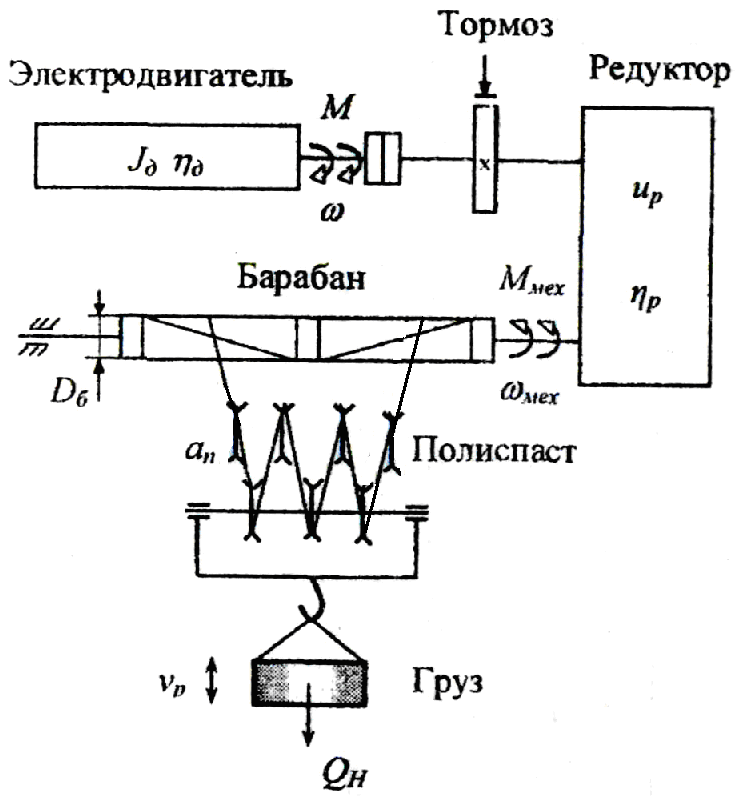 Тормоз
Электродвигатель
Редуктор
M
Jд ηд
x
ω
uр
Барабан
Mмех
ηр
Dб
ωмех
aп
Полиспаст
vр
Груз
QН